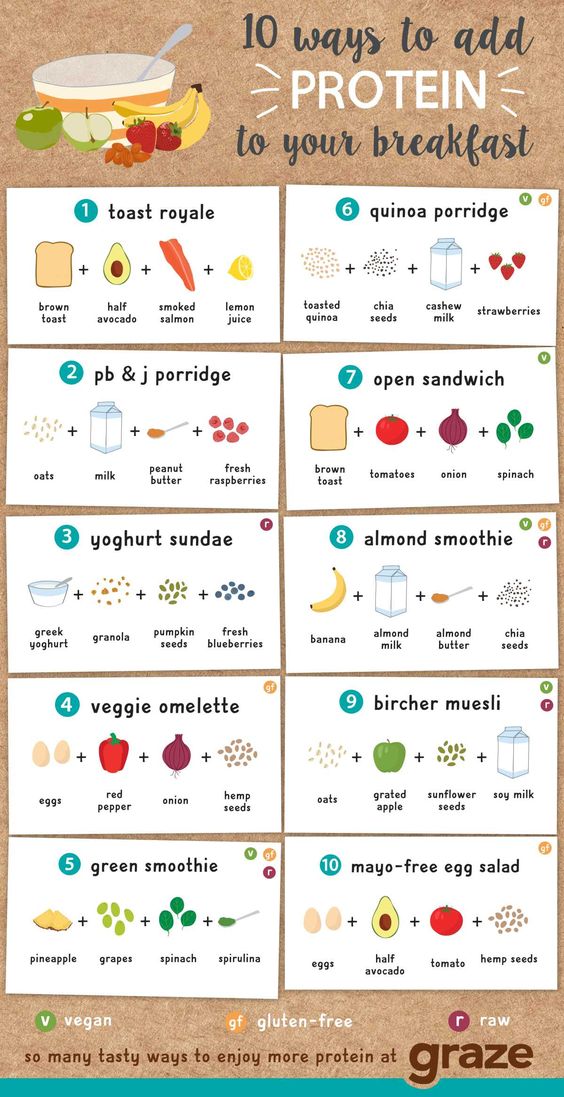 10 ways to add
PROTEIN
to your breakfast
1 toast royale
brown toast
half avocado
smoked salmon
lemon juice
2 pb & j porridge
oats
milk
peanut butter
fresh raspberries
r
3 yoghurt sundae
greek yoghurt
granola
pumpkin seeds
fresh blueberries
gf
4 veggie omelette
eggs
red pepper
onion
hemp seeds
v gf r
5 green smoothie
pineapple
grapes
spinach
spirulina
v gf
6 quinoa porridge
toasted quinoa
chia seeds
cashew milk
strawberries
v
7 open sandwich
brown toast
tomatoes
onion
spinach
v gf r
8 almond smoothie
banana
almond milk
almond butter
chia seeds
v r
9 bircher muesli
oats
grated apple
sunflower seeds
soy milk
gf
10 mayo-free egg salad
eggs
half avocado
tomato
hemp seeds
v vegan
gf gluten-free
r raw
so many tasty ways to enjoy more protein at graze